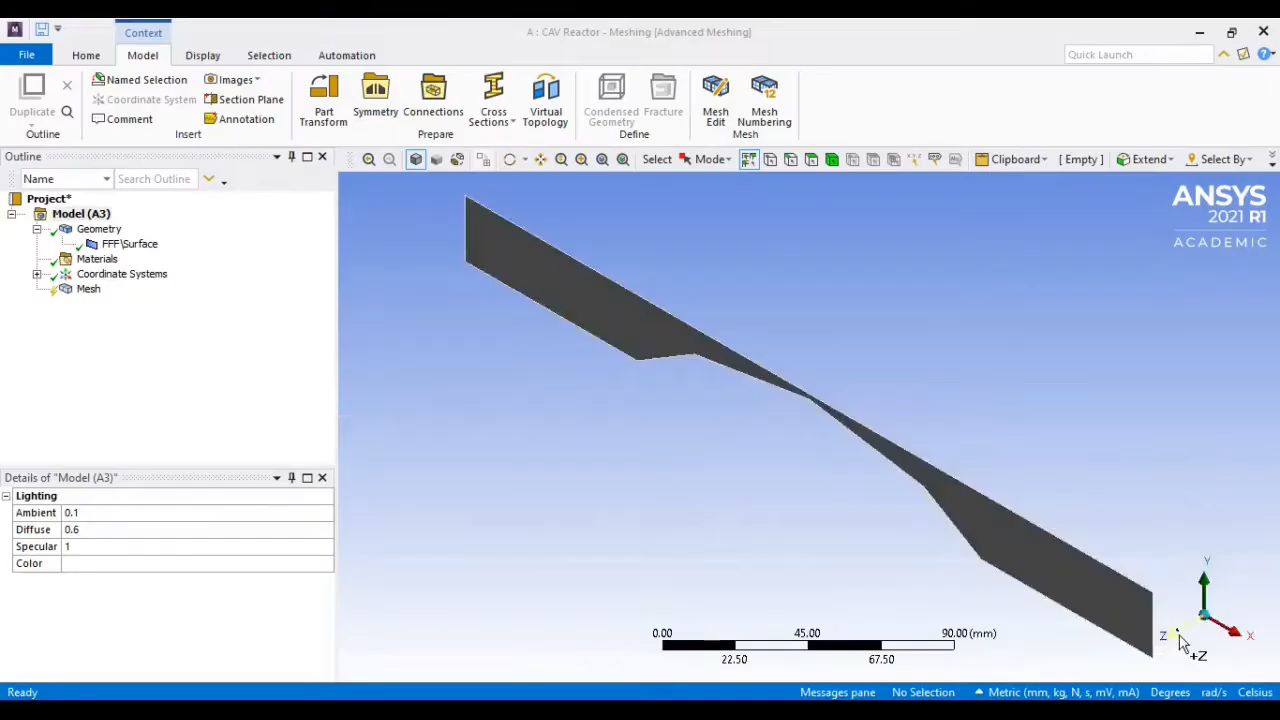 A : CAV Reactor - Meshing [Advanced Meshing]
Context
File Home Model Display Selection Automation
Quick Launch
Duplicate
Outline
Named Selection
Coordinate System
Comment
Images
Section Plane
Annotation
Insert
Part Transform
Symmetry
Connections
Cross Sections
Virtual Topology
Prepare
Condensed Geometry
Fracture
Define
Mesh Edit
Mesh Numbering
Mesh
Outline
Select Mode Clipboard [ Empty ] Extend Select By
Name Search Outline
Project*
Model (A3)
Geometry
FFF\Surface
Materials
Coordinate Systems
Mesh
ANSYS
2021 R1
ACADEMIC
Details of "Model (A3)"
Lighting
Ambient 0.1
Diffuse 0.6
Specular 1
Color
0.00 45.00 90.00 (mm)
22.50 67.50
Y
Z X
+Z
Ready Messages pane No Selection Metric (mm, kg, N, s, mV, mA) Degrees rad/s Celsius